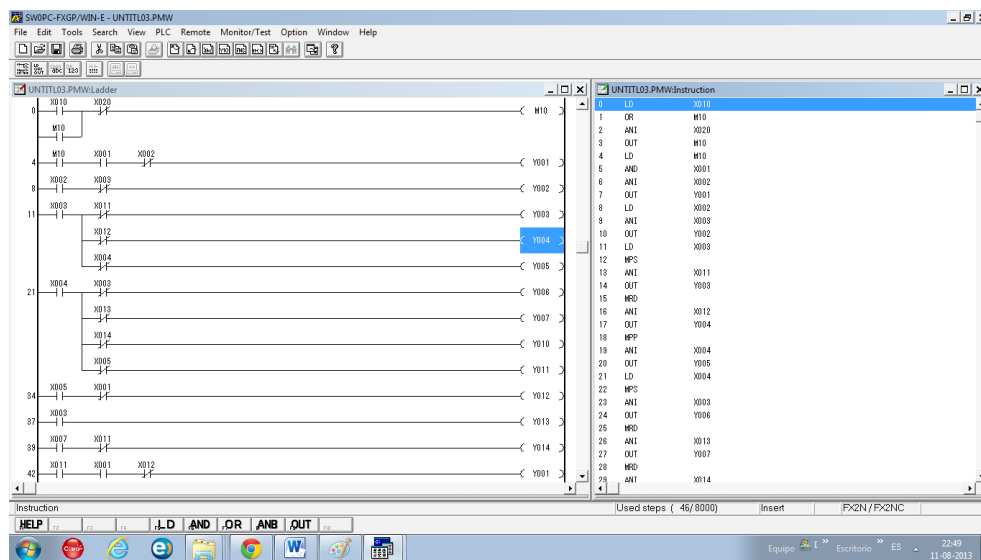 SW0PC-FXGP/WIN-E - UNTITL03.PMW
File Edit Tools Search View PLC Remote Monitor/Test Option Window Help
UNTITL03.PMW:Ladder
X010 X020
0 M10
M10
M10 X001 X002
4 Y001
X002 X003
8 Y002
X003 X011
11 Y003
X012
Y004
X004
Y005
X004 X003
21 Y006
X013
Y007
X014
Y010
X005
Y011
X005 X001
34 Y012
X003
37 Y013
X007 X011
39 Y014
X011 X001 X012
42 Y001
UNTITL03.PMW:Instruction
0 LD X010
1 OR M10
2 ANI X020
3 OUT M10
4 LD M10
5 AND X001
6 ANI X002
7 OUT Y001
8 LD X002
9 ANI X003
10 OUT Y002
11 LD X003
12 MPS
13 ANI X011
14 OUT Y003
15 MRD
16 ANI X012
17 OUT Y004
18 MPP
19 ANI X004
20 OUT Y005
21 LD X004
22 MPS
23 ANI X003
24 OUT Y006
25 MRD
26 ANI X013
27 OUT Y007
28 MRD
29 ANI X014
Instruction Used steps ( 46/8000) Insert FX2N/FX2NC
HELP LD AND OR ANB OUT
Equipo Escritorio ES 22:49
11-08-2013